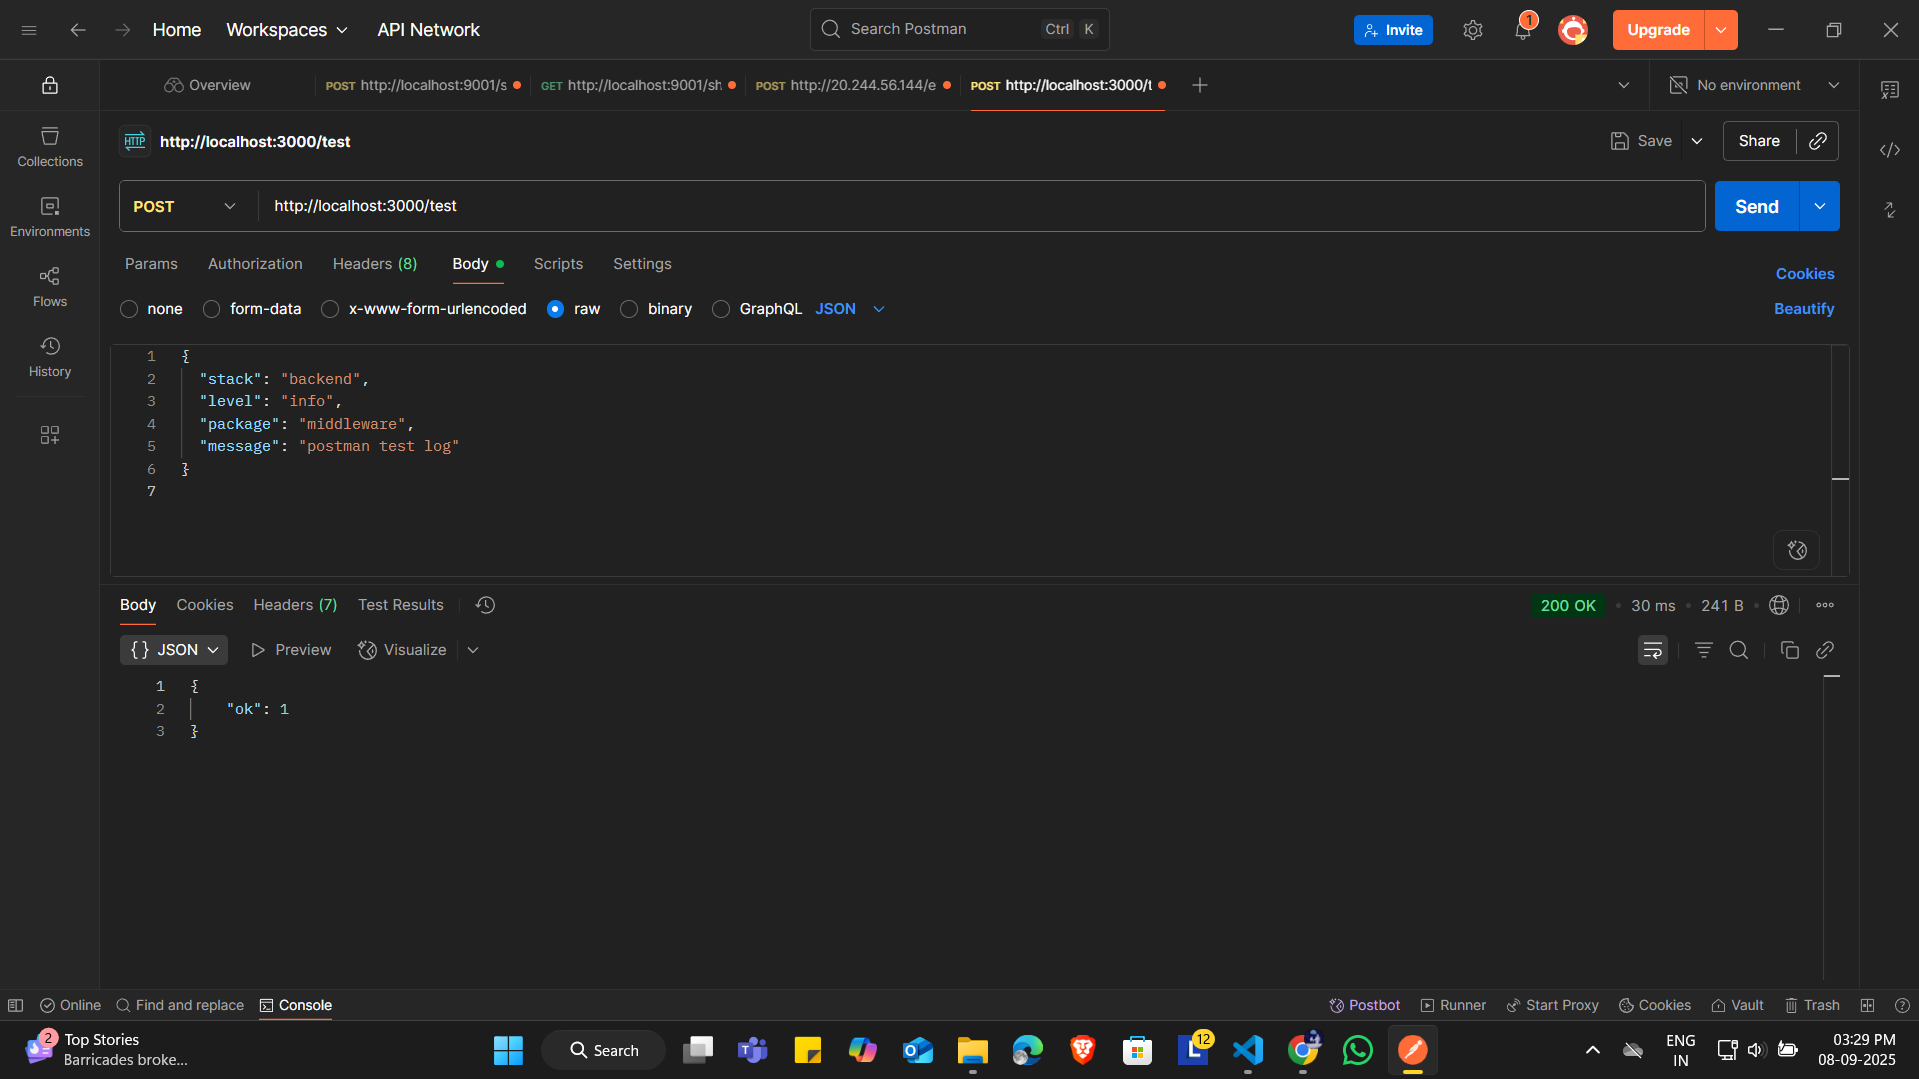 Home Workspaces API Network Search Postman Ctrl K Invite 1 Upgrade
Overview POST http://localhost:9001/s GET http://localhost:9001/sh POST http://20.244.56.144/e POST http://localhost:3000/t No environment
HTTP http://localhost:3000/test Save Share
Collections
POST http://localhost:3000/test Send
Environments
Params Authorization Headers (8) Body Scripts Settings
Cookies
Flows
none form-data x-www-form-urlencoded raw binary GraphQL JSON
Beautify
History
1 {
2 "stack": "backend",
3 "level": "info",
4 "package": "middleware",
5 "message": "postman test log"
6 }
7
Body Cookies Headers (7) Test Results 200 OK 30 ms 241 B
{} JSON Preview Visualize
1 {
2 "ok": 1
3 }
Online Find and replace Console Postbot Runner Start Proxy Cookies Vault Trash
2 Top Stories
Barricades broke...
Search
12
ENG
IN
03:29 PM
08-09-2025